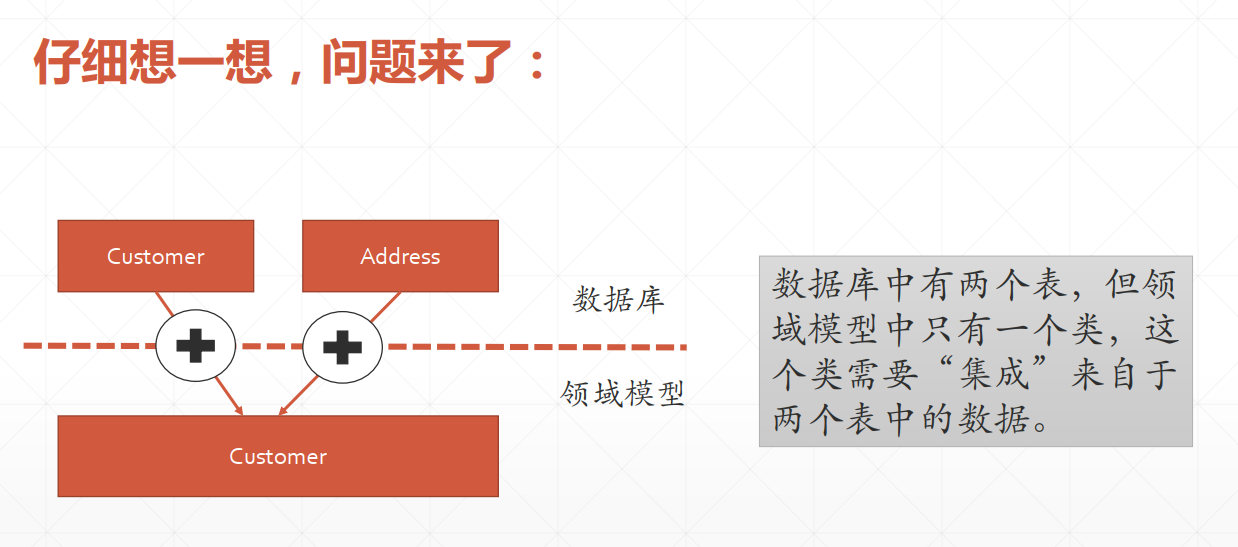 仔细想一想，问题来了：
Customer
Address
数据库
领域模型
Customer
数据库中有两个表，但领
域模型中只有一个类，这
个类需要“集成”来自于
两个表中的数据。